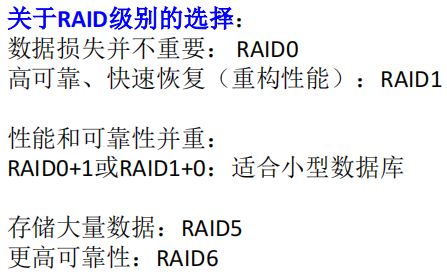 关于RAID级别的选择：
数据损失并不重要： RAID0
高可靠、快速恢复（重构性能）：RAID1
性能和可靠性并重：
RAID0+1或RAID1+0：适合小型数据库
存储大量数据：RAID5
更高可靠性：RAID6